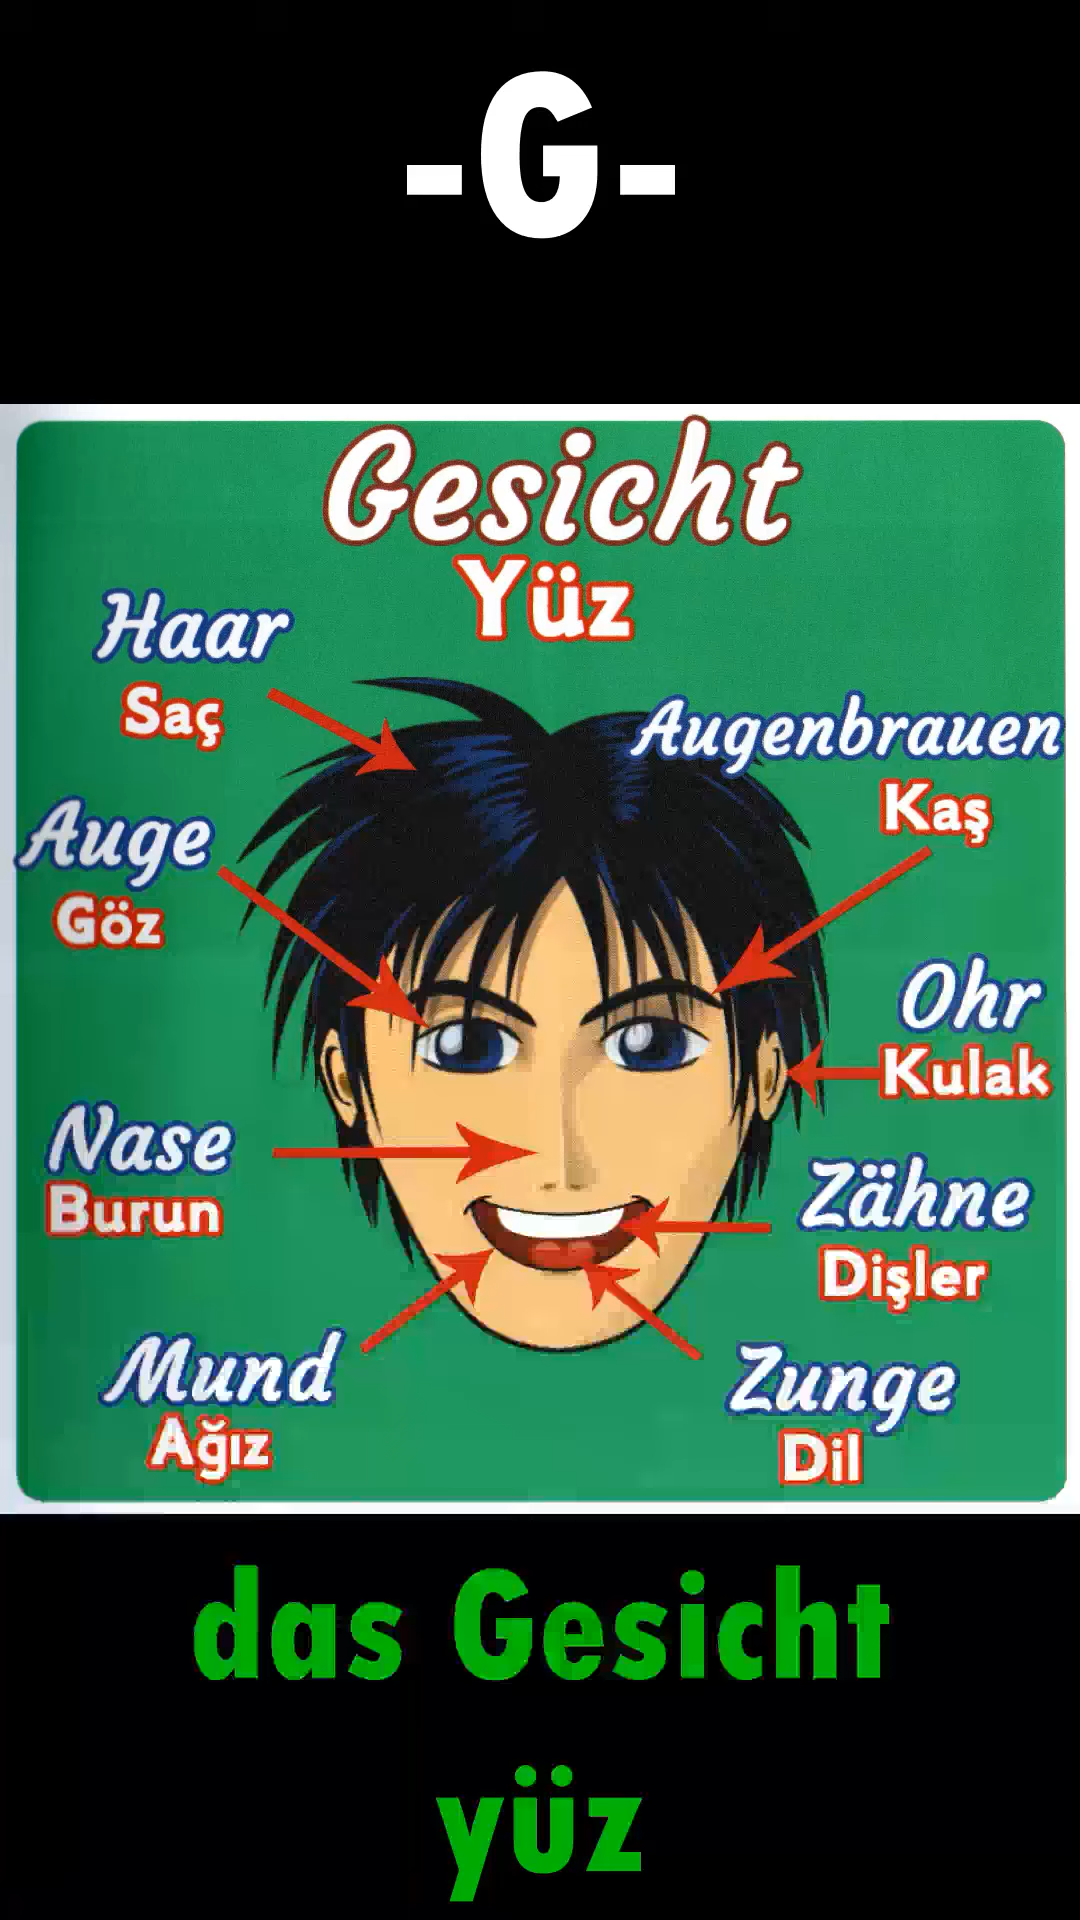 -G-
Gesicht
Yüz
Haar
Saç
Augenbrauen
Kaş
Auge
Göz
Ohr
Kulak
Nase
Burun
Zähne
Dişler
Mund
Ağız
Zunge
Dil
das Gesicht
yüz